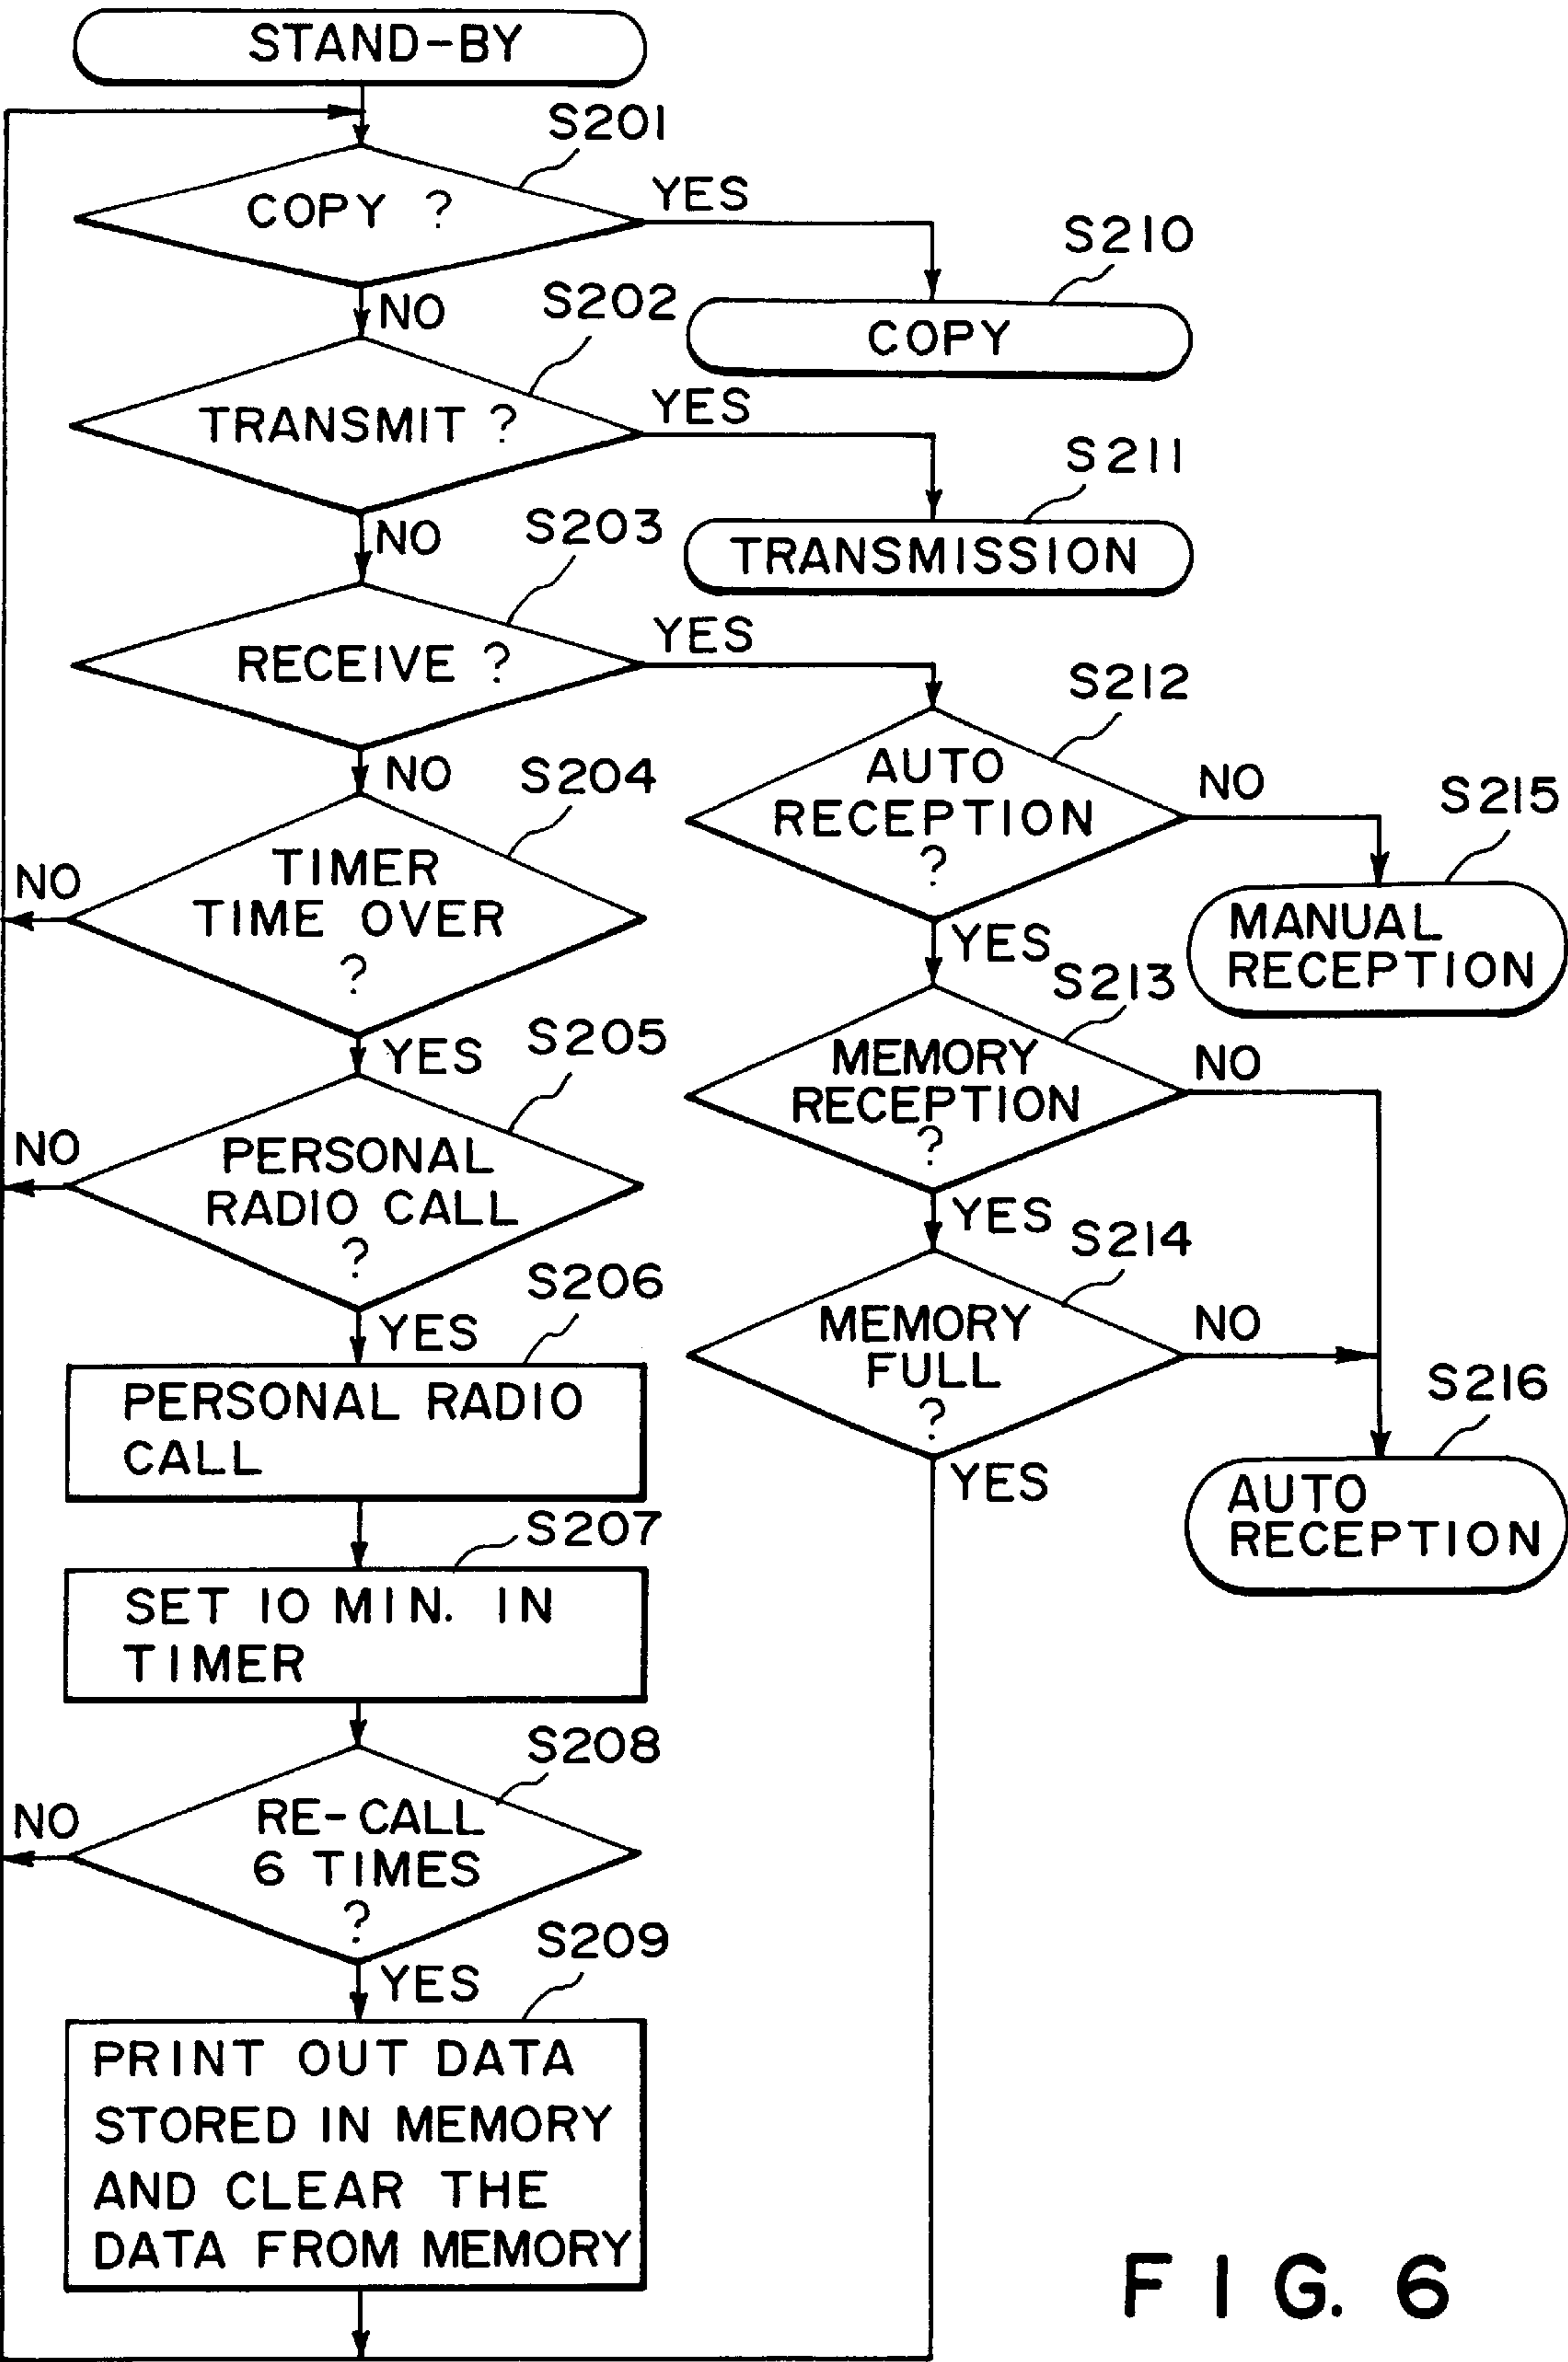 STAND-BY
S201
COPY ?
YES
S210
COPY
NO
S202
TRANSMIT ?
YES
S211
TRANSMISSION
NO
S203
RECEIVE ?
YES
S212
AUTO
RECEPTION
?
NO
S215
MANUAL
RECEPTION
NO
S204
TIMER
TIME OVER
?
NO
YES
S213
MEMORY
RECEPTION
?
NO
YES
S205
PERSONAL
RADIO CALL
?
NO
YES
S214
MEMORY
FULL
?
NO
S216
AUTO
RECEPTION
YES
YES
S206
PERSONAL RADIO
CALL
S207
SET 10 MIN. IN
TIMER
S208
RE-CALL
6 TIMES
?
NO
YES
S209
PRINT OUT DATA
STORED IN MEMORY
AND CLEAR THE
DATA FROM MEMORY
FIG. 6